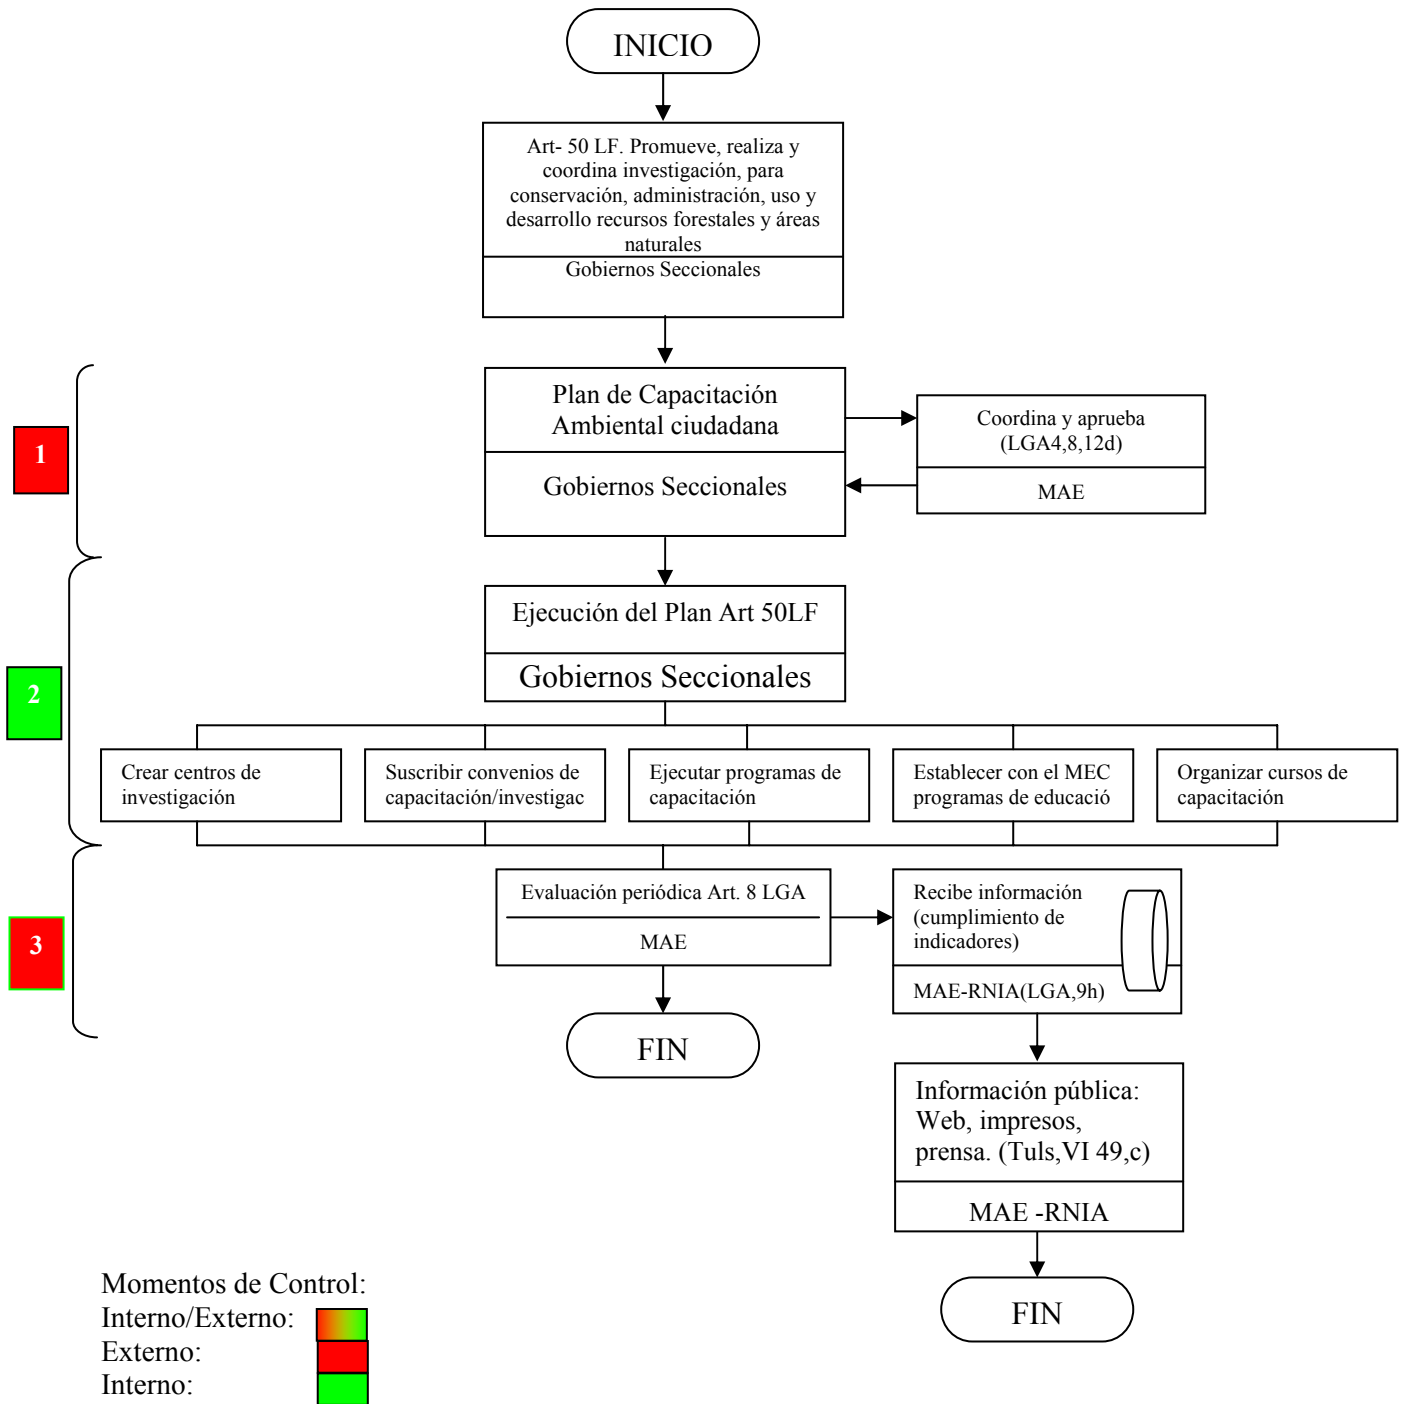 INICIO
Art- 50 LF. Promueve, realiza y
coordina investigación, para
conservación, administración, uso y
desarrollo recursos forestales y áreas
naturales
Gobiernos Seccionales
1
Plan de Capacitación
Ambiental ciudadana
Gobiernos Seccionales
Coordina y aprueba
(LGA4,8,12d)
MAE
2
Ejecución del Plan Art 50LF
Gobiernos Seccionales
Crear centros de
investigación
Suscribir convenios de
capacitación/investigac
Ejecutar programas de
capacitación
Establecer con el MEC
programas de educació
Organizar cursos de
capacitación
3
Evaluación periódica Art. 8 LGA
MAE
Recibe información
(cumplimiento de
indicadores)
MAE-RNIA(LGA,9h)
FIN
Información pública:
Web, impresos,
prensa. (Tuls,VI 49,c)
MAE -RNIA
FIN
Momentos de Control:
Interno/Externo:
Externo:
Interno: